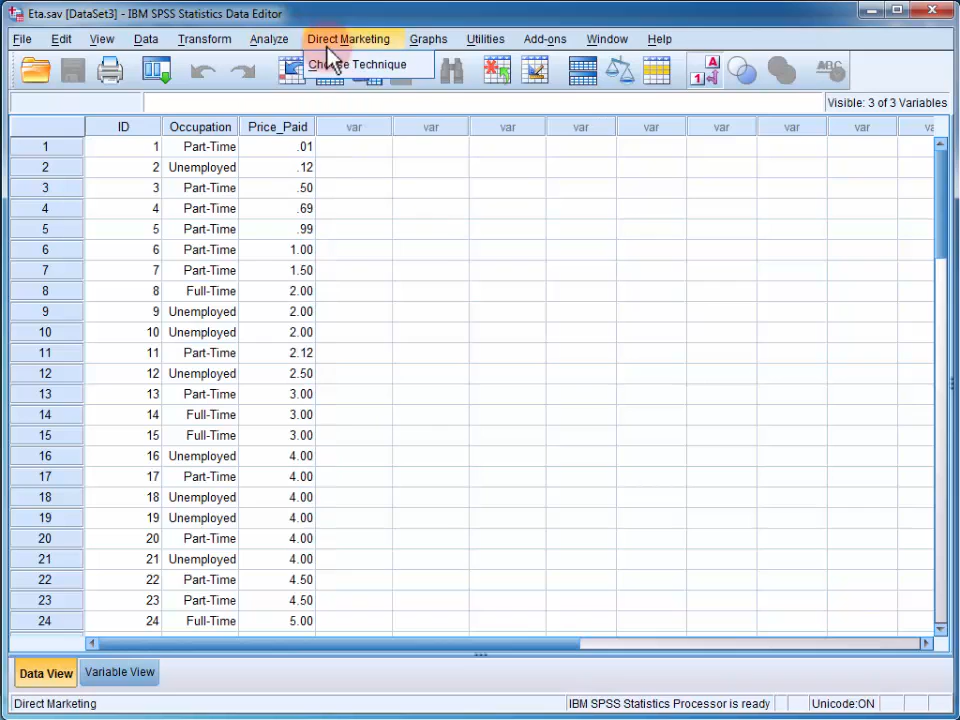 Eta.sav [DataSet3] - IBM SPSS Statistics Data Editor
File Edit View Data Transform Analyze Direct Marketing Graphs Utilities Add-ons Window Help
Technique
A
1
ABC
Visible: 3 of 3 Variables
ID Occupation Price_Paid var var var var var var var var
1 1 Part-Time .01
2 2 Unemployed .12
3 3 Part-Time .50
4 4 Part-Time .69
5 5 Part-Time .99
6 6 Part-Time 1.00
7 7 Part-Time 1.50
8 8 Full-Time 2.00
9 9 Unemployed 2.00
10 10 Unemployed 2.00
11 11 Part-Time 2.12
12 12 Unemployed 2.50
13 13 Part-Time 3.00
14 14 Full-Time 3.00
15 15 Full-Time 3.00
16 16 Unemployed 4.00
17 17 Part-Time 4.00
18 18 Unemployed 4.00
19 19 Unemployed 4.00
20 20 Part-Time 4.00
21 21 Unemployed 4.00
22 22 Part-Time 4.50
23 23 Part-Time 4.50
24 24 Full-Time 5.00
Data View Variable View
Direct Marketing IBM SPSS Statistics Processor is ready Unicode:ON